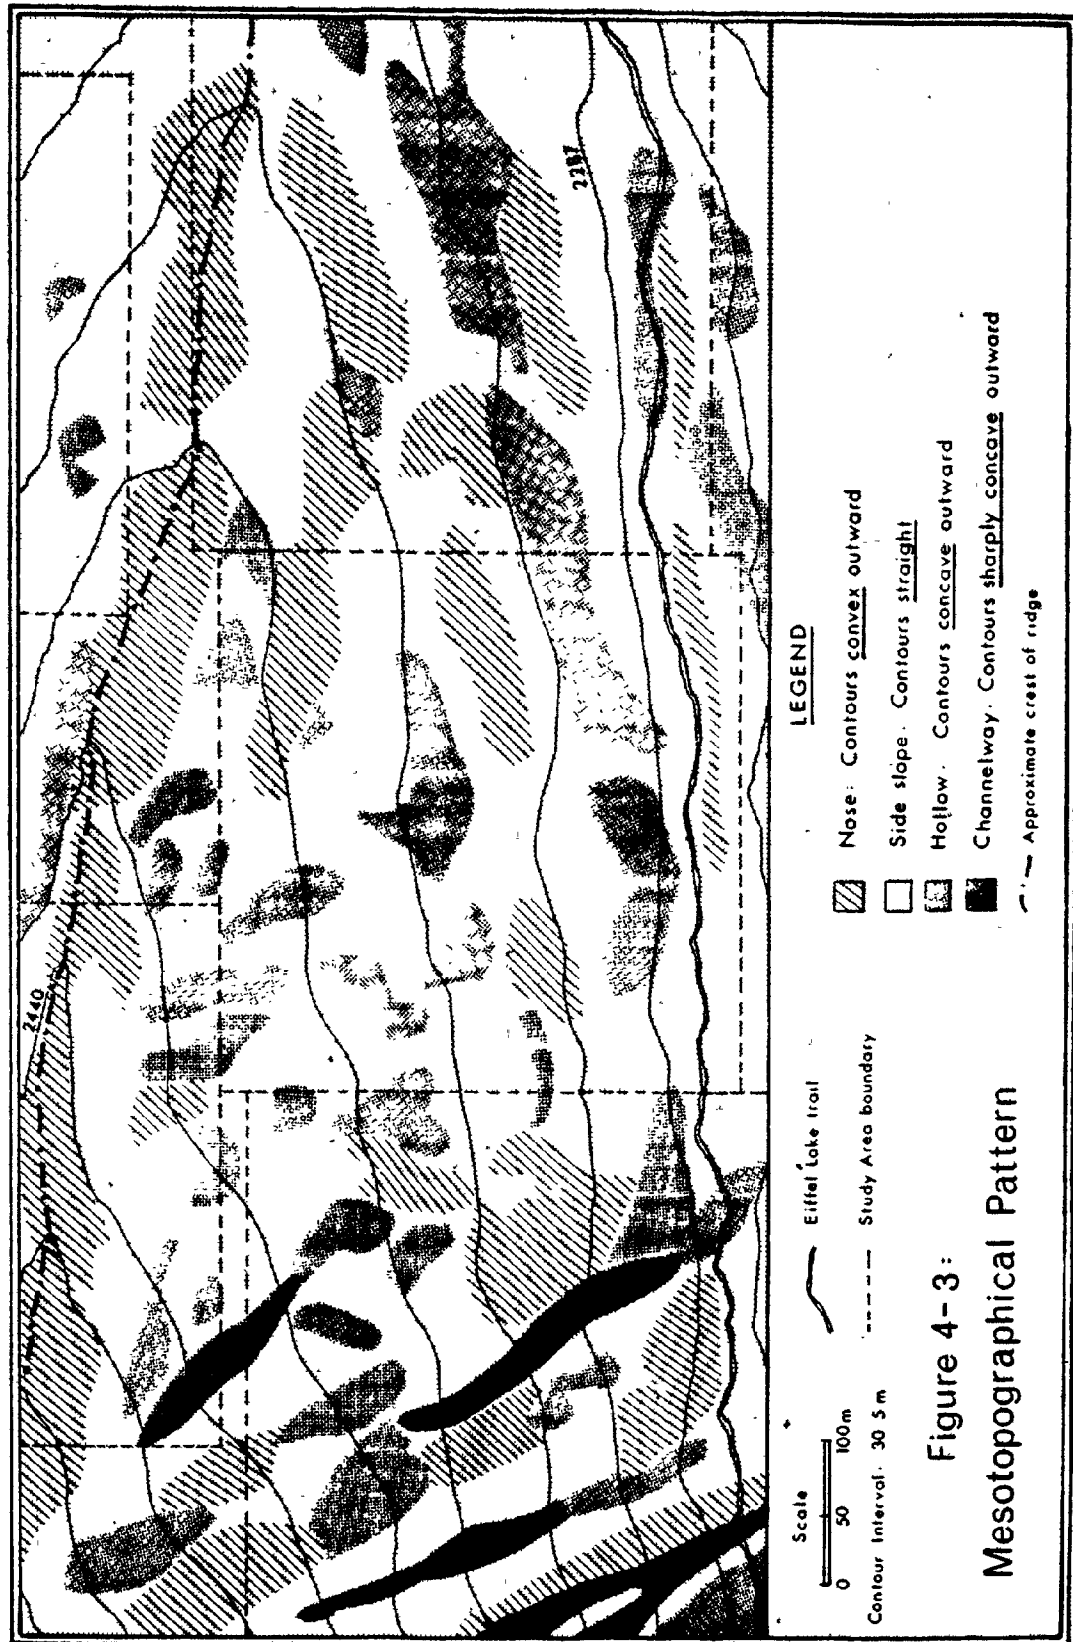 2440
2287
LEGEND
Nose: Contours convex outward
Side slope. Contours straight
Hollow. Contours concave outward
Channelway. Contours sharply concave outward
Approximate crest of ridge
Eiffel Lake trail
Study Area boundary
Scale
0 50 100m
Contour Interval. 30 5 m
Figure 4-3:
Mesotopographical Pattern